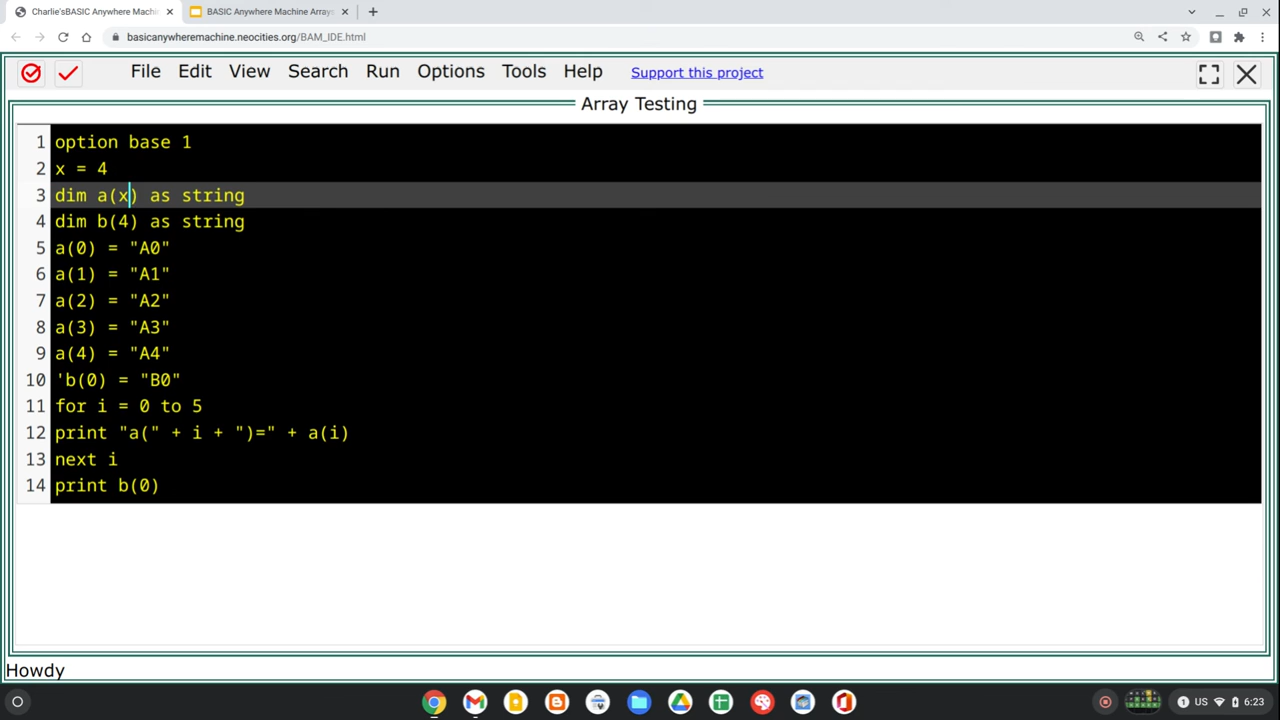 Charlie'sBASIC Anywhere Machine
BASIC Anywhere Machine Arrays
basicanywheremachine.neocities.org/BAM_IDE.html
File Edit View Search Run Options Tools Help Support this project
Array Testing
1 option base 1
2 x = 4
3 dim a(x) as string
4 dim b(4) as string
5 a(0) = "A0"
6 a(1) = "A1"
7 a(2) = "A2"
8 a(3) = "A3"
9 a(4) = "A4"
10 'b(0) = "B0"
11 for i = 0 to 5
12 print "a(" + i + ")=" + a(i)
13 next i
14 print b(0)
Howdy
1 US 6:23